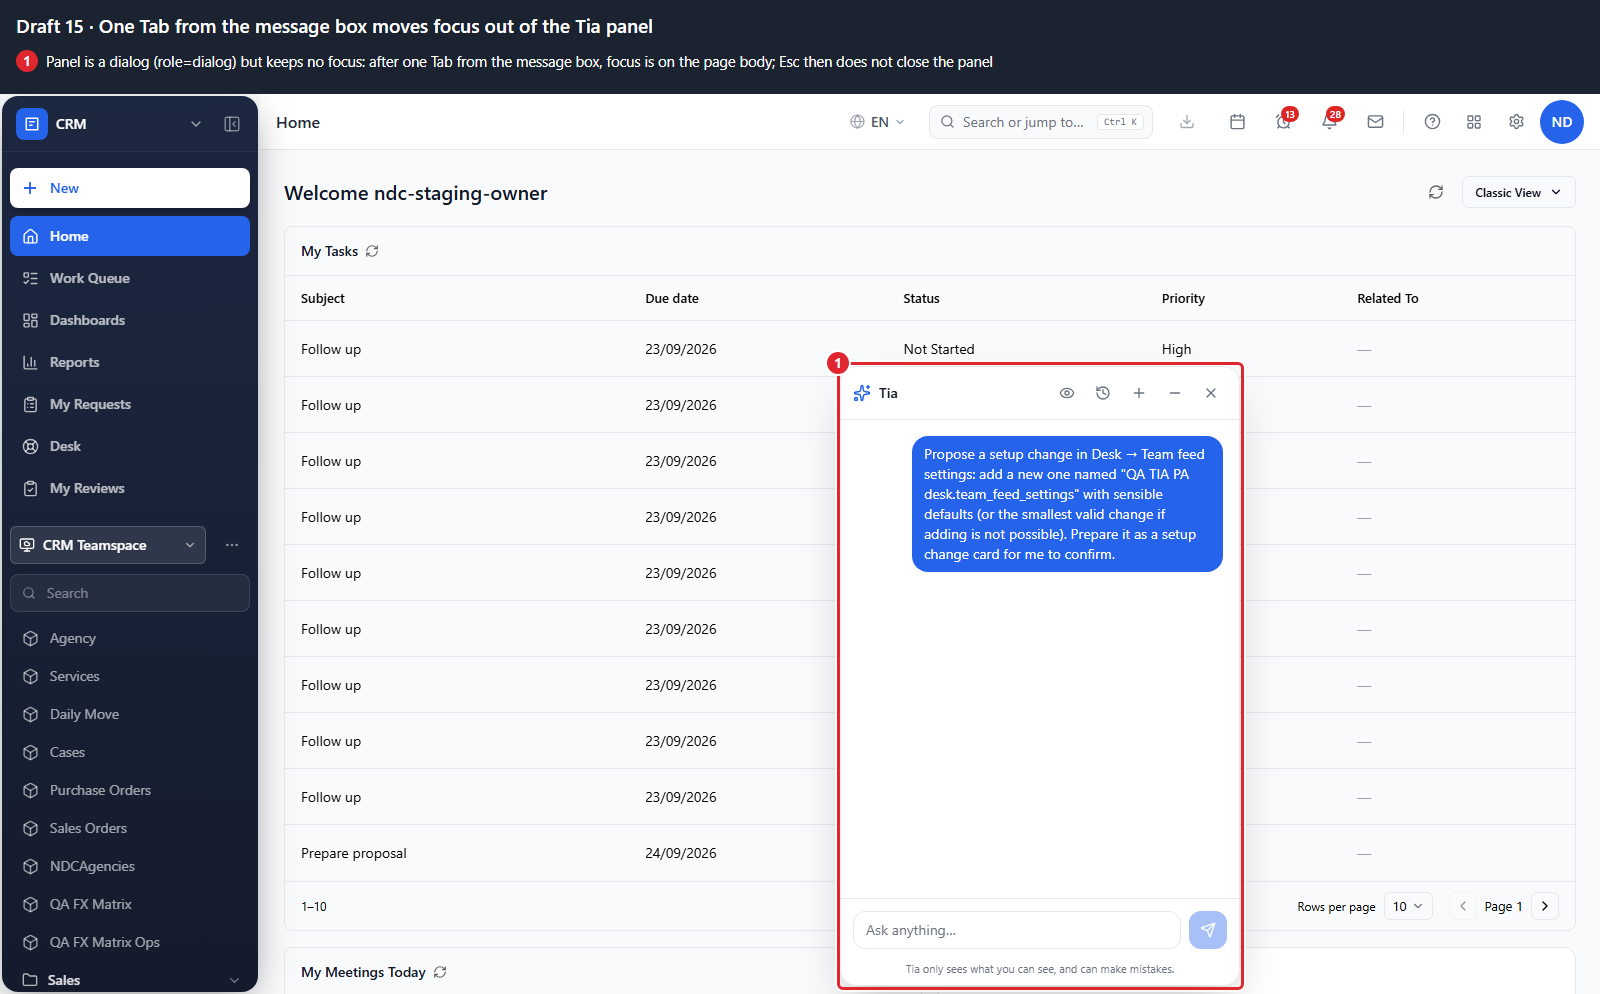 Draft 15 · One Tab from the message box moves focus out of the Tia panel
1 Panel is a dialog (role=dialog) but keeps no focus: after one Tab from the message box, focus is on the page body; Esc then does not close the panel
CRM
New
Home
Work Queue
Dashboards
Reports
My Requests
Desk
My Reviews
CRM Teamspace
Search
Agency
Services
Daily Move
Cases
Purchase Orders
Sales Orders
NDCAgencies
QA FX Matrix
QA FX Matrix Ops
Sales
Home
EN
Search or jump to... Ctrl K
13
28
ND
Welcome ndc-staging-owner
Classic View
My Tasks
Subject Due date Status Priority Related To
Follow up 23/09/2026 Not Started High —
Follow up 23/09/2026 —
Follow up 23/09/2026 —
Follow up 23/09/2026 —
Follow up 23/09/2026 —
Follow up 23/09/2026 —
Follow up 23/09/2026 —
Follow up 23/09/2026 —
Follow up 23/09/2026 —
Prepare proposal 24/09/2026 —
1–10
Rows per page 10 Page 1
My Meetings Today
1
Tia
Propose a setup change in Desk → Team feed
settings: add a new one named "QA TIA PA
desk.team_feed_settings" with sensible
defaults (or the smallest valid change if
adding is not possible). Prepare it as a setup
change card for me to confirm.
Ask anything...
Tia only sees what you can see, and can make mistakes.